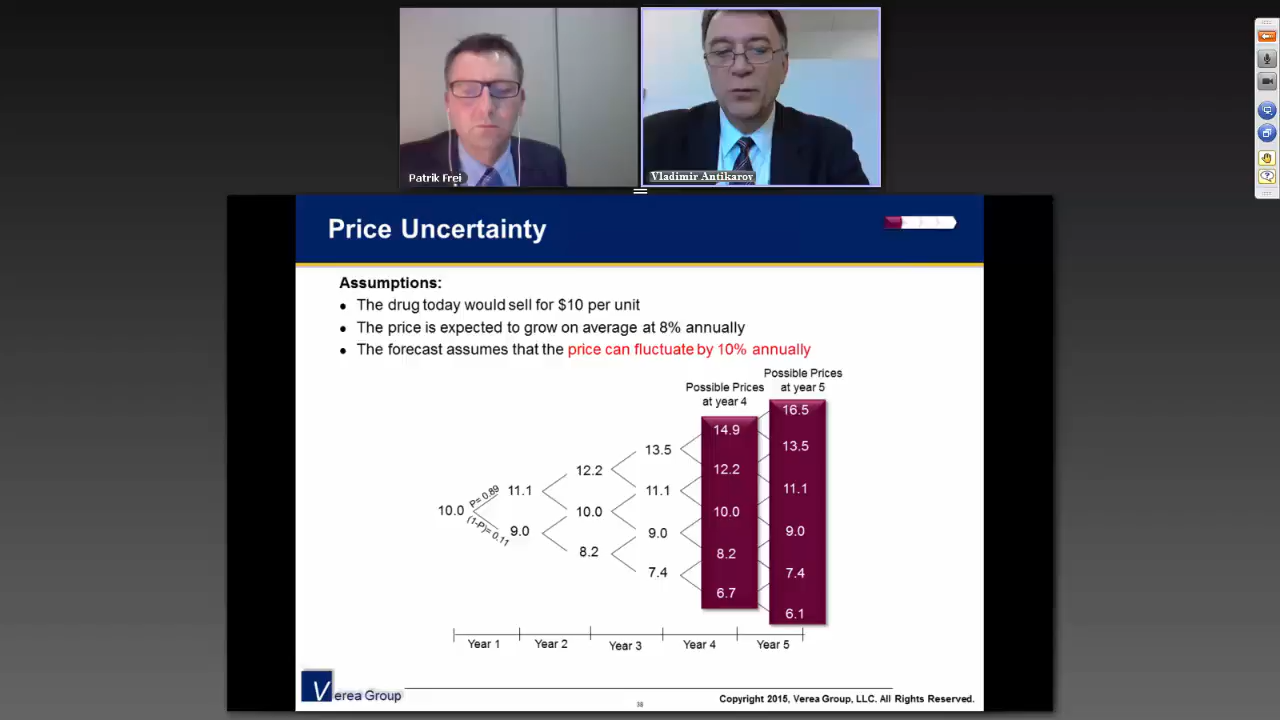 Patrik Frei
Vladimir Antikarov
Price Uncertainty
Assumptions:
• The drug today would sell for $10 per unit
• The price is expected to grow on average at 8% annually
• The forecast assumes that the price can fluctuate by 10% annually
Possible Prices
at year 4
Possible Prices
at year 5
10.0
P= 0.89
(1-P)= 0.11
11.1
9.0
12.2
10.0
8.2
13.5
11.1
9.0
7.4
14.9
12.2
10.0
8.2
6.7
16.5
13.5
11.1
9.0
7.4
6.1
Year 1 Year 2 Year 3 Year 4 Year 5
Verea Group
Copyright 2015, Verea Group, LLC. All Rights Reserved.